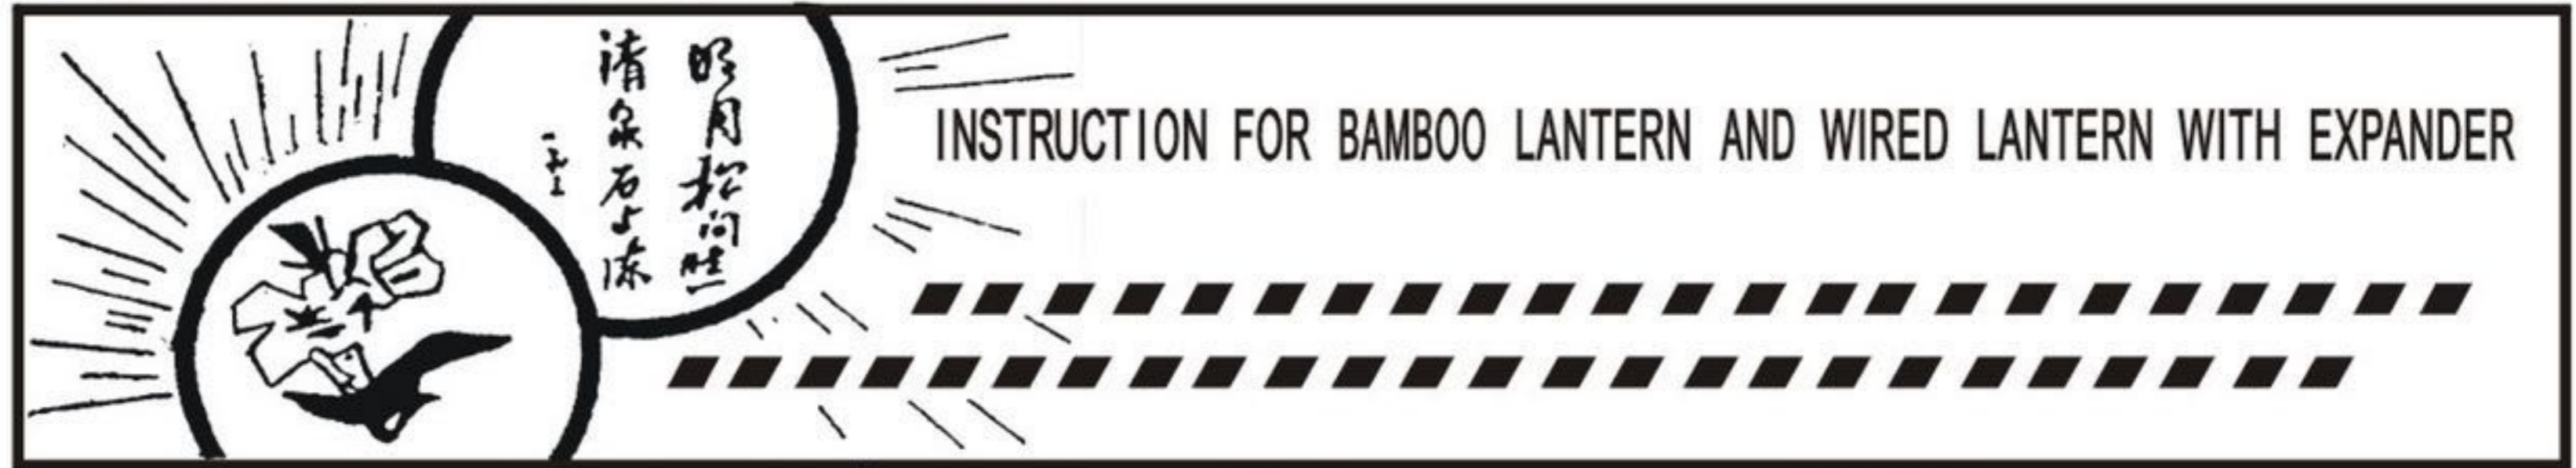 明月松间照
清泉石上流
INSTRUCTION FOR BAMBOO LANTERN AND WIRED LANTERN WITH EXPANDER